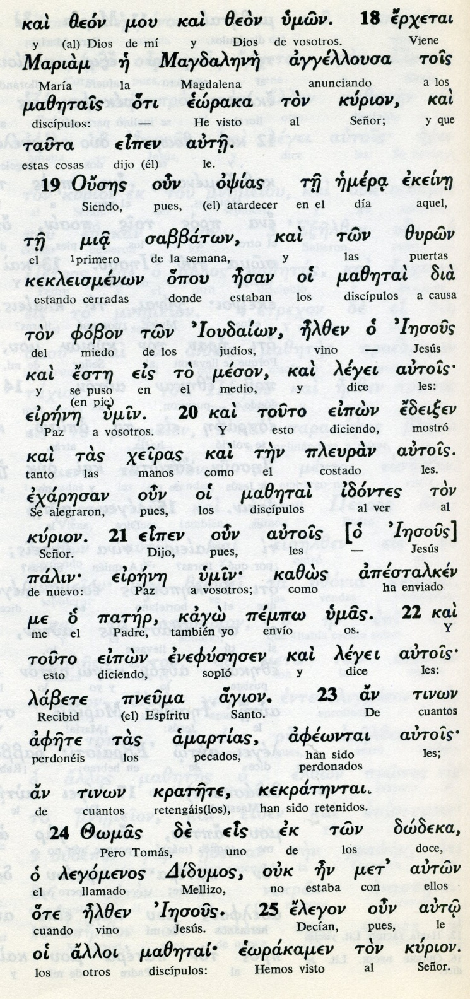 καὶ θεόν μου καὶ θεὸν ὑμῶν. 18 ἔρχεται
y (al) Dios de mí y Dios de vosotros. Viene
Μαριὰμ ἡ Μαγδαληνὴ ἀγγέλλουσα τοῖς
María la Magdalena anunciando a los
μαθηταῖς ὅτι ἑώρακα τὸν κύριον, καὶ
discípulos: — He visto al Señor; y que
ταῦτα εἶπεν αὐτῇ.
estas cosas dijo (él) le.
19 Οὔσης οὖν ὀψίας τῇ ἡμέρᾳ ἐκείνῃ
Siendo, pues, (el) atardecer en el día aquel,
τῇ μιᾷ σαββάτων, καὶ τῶν θυρῶν
el 1primero de la semana, y las puertas
κεκλεισμένων ὅπου ἦσαν οἱ μαθηταὶ διὰ
estando cerradas donde estaban los discípulos a causa
τὸν φόβον τῶν Ἰουδαίων, ἦλθεν ὁ Ἰησοῦς
del miedo de los judíos, vino — Jesús
καὶ ἔστη εἰς τὸ μέσον, καὶ λέγει αὐτοῖς·
y se puso en el medio, y dice les:
(en pie)
εἰρήνη ὑμῖν. 20 καὶ τοῦτο εἰπὼν ἔδειξεν
Paz a vosotros. Y esto diciendo, mostró
καὶ τὰς χεῖρας καὶ τὴν πλευρὰν αὐτοῖς.
tanto las manos como el costado les.
ἐχάρησαν οὖν οἱ μαθηταὶ ἰδόντες τὸν
Se alegraron, pues, los discípulos al ver al
κύριον. 21 εἶπεν οὖν αὐτοῖς [ὁ Ἰησοῦς]
Señor. Dijo, pues, les — Jesús
πάλιν· εἰρήνη ὑμῖν· καθὼς ἀπέσταλκέν
de nuevo: Paz a vosotros; como ha enviado
με ὁ πατήρ, κἀγὼ πέμπω ὑμᾶς. 22 καὶ
me el Padre, también yo envío os. Y
τοῦτο εἰπὼν ἐνεφύσησεν καὶ λέγει αὐτοῖς·
esto diciendo, sopló y dice les:
λάβετε πνεῦμα ἅγιον. 23 ἄν τινων
Recibid (el) Espíritu Santo. De cuantos
ἀφῆτε τὰς ἁμαρτίας, ἀφέωνται αὐτοῖς·
perdonéis los pecados, han sido les;
perdonados
ἄν τινων κρατῆτε, κεκράτηνται.
de cuantos retengáis(los), han sido retenidos.
24 Θωμᾶς δὲ εἷς ἐκ τῶν δώδεκα,
Pero Tomás, uno de los doce,
ὁ λεγόμενος Δίδυμος, οὐκ ἦν μετ' αὐτῶν
el llamado Mellizo, no estaba con ellos
ὅτε ἦλθεν Ἰησοῦς. 25 ἔλεγον οὖν αὐτῷ
cuando vino Jesús. Decían, pues, le
οἱ ἄλλοι μαθηταί· ἑωράκαμεν τὸν κύριον.
los otros discípulos: Hemos visto al Señor.